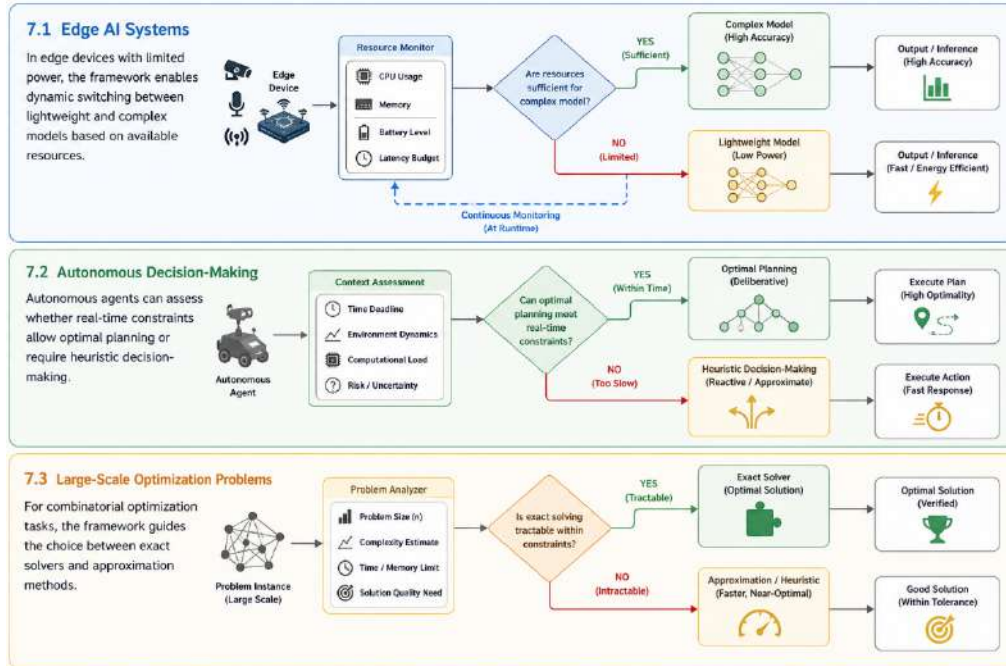 7.1 Edge AI Systems
In edge devices with limited
power, the framework enables
dynamic switching between
lightweight and complex
models based on available
resources.
Edge
Device
Resource Monitor
CPU Usage
Memory
Battery Level
Latency Budget
Are resources
sufficient for
complex model?
YES
(Sufficient)
Complex Model
(High Accuracy)
Output / Inference
(High Accuracy)
NO
(Limited)
Lightweight Model
(Low Power)
Output / Inference
(Fast / Energy Efficient)
Continuous Monitoring
(At Runtime)
7.2 Autonomous Decision-Making
Autonomous agents can assess
whether real-time constraints
allow optimal planning or
require heuristic decision-
making.
Autonomous
Agent
Context Assessment
Time Deadline
Environment Dynamics
Computational Load
Risk / Uncertainty
Can optimal
planning meet
real-time
constraints?
YES
(Within Time)
Optimal Planning
(Deliberative)
Execute Plan
(High Optimality)
NO
(Too Slow)
Heuristic Decision-Making
(Reactive / Approximate)
Execute Action
(Fast Response)
7.3 Large-Scale Optimization Problems
For combinatorial optimization
tasks, the framework guides
the choice between exact
solvers and approximation
methods.
Problem Instance
(Large Scale)
Problem Analyzer
Problem Size (n)
Complexity Estimate
Time / Memory Limit
Solution Quality Need
Is exact solving
tractable within
constraints?
YES
(Tractable)
Exact Solver
(Optimal Solution)
Optimal Solution
(Verified)
NO
(Intractable)
Approximation / Heuristic
(Faster, Near-Optimal)
Good Solution
(Within Tolerance)